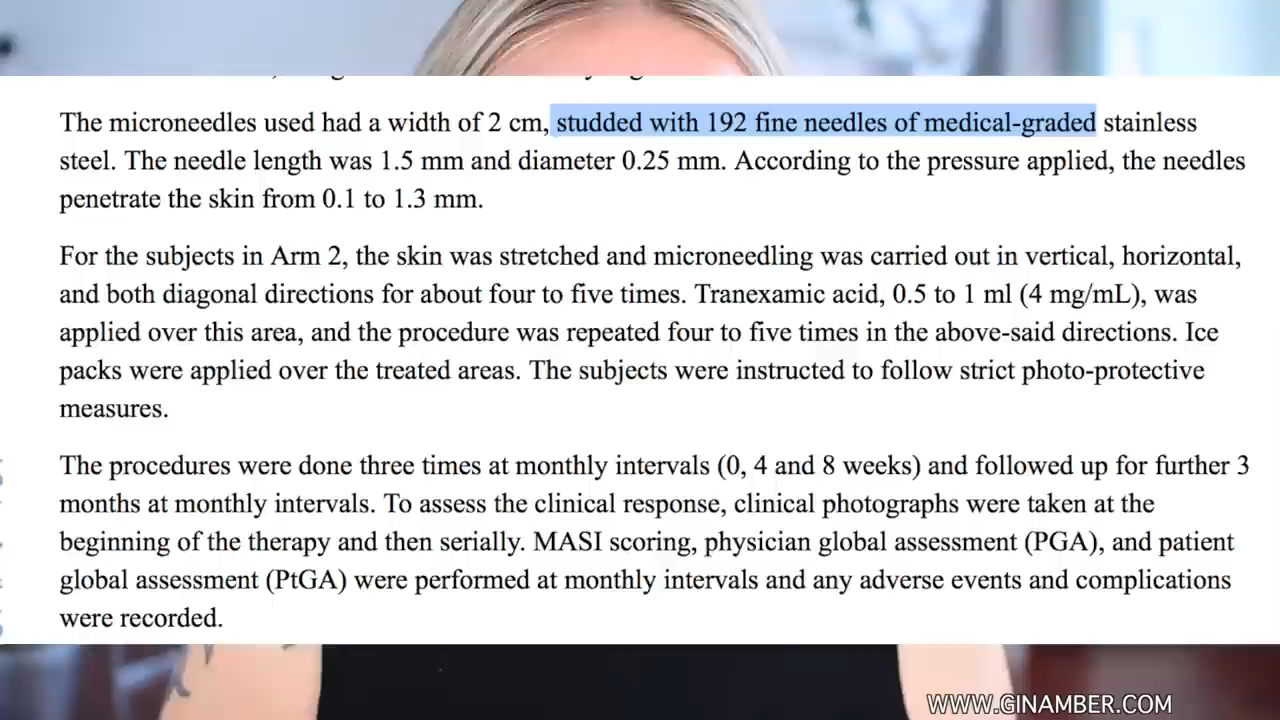 The microneedles used had a width of 2 cm, studded with 192 fine needles of medical-graded stainless
steel. The needle length was 1.5 mm and diameter 0.25 mm. According to the pressure applied, the needles
penetrate the skin from 0.1 to 1.3 mm.
For the subjects in Arm 2, the skin was stretched and microneedling was carried out in vertical, horizontal,
and both diagonal directions for about four to five times. Tranexamic acid, 0.5 to 1 ml (4 mg/mL), was
applied over this area, and the procedure was repeated four to five times in the above-said directions. Ice
packs were applied over the treated areas. The subjects were instructed to follow strict photo-protective
measures.
The procedures were done three times at monthly intervals (0, 4 and 8 weeks) and followed up for further 3
months at monthly intervals. To assess the clinical response, clinical photographs were taken at the
beginning of the therapy and then serially. MASI scoring, physician global assessment (PGA), and patient
global assessment (PtGA) were performed at monthly intervals and any adverse events and complications
were recorded.
WWW.GINAMBER.COM